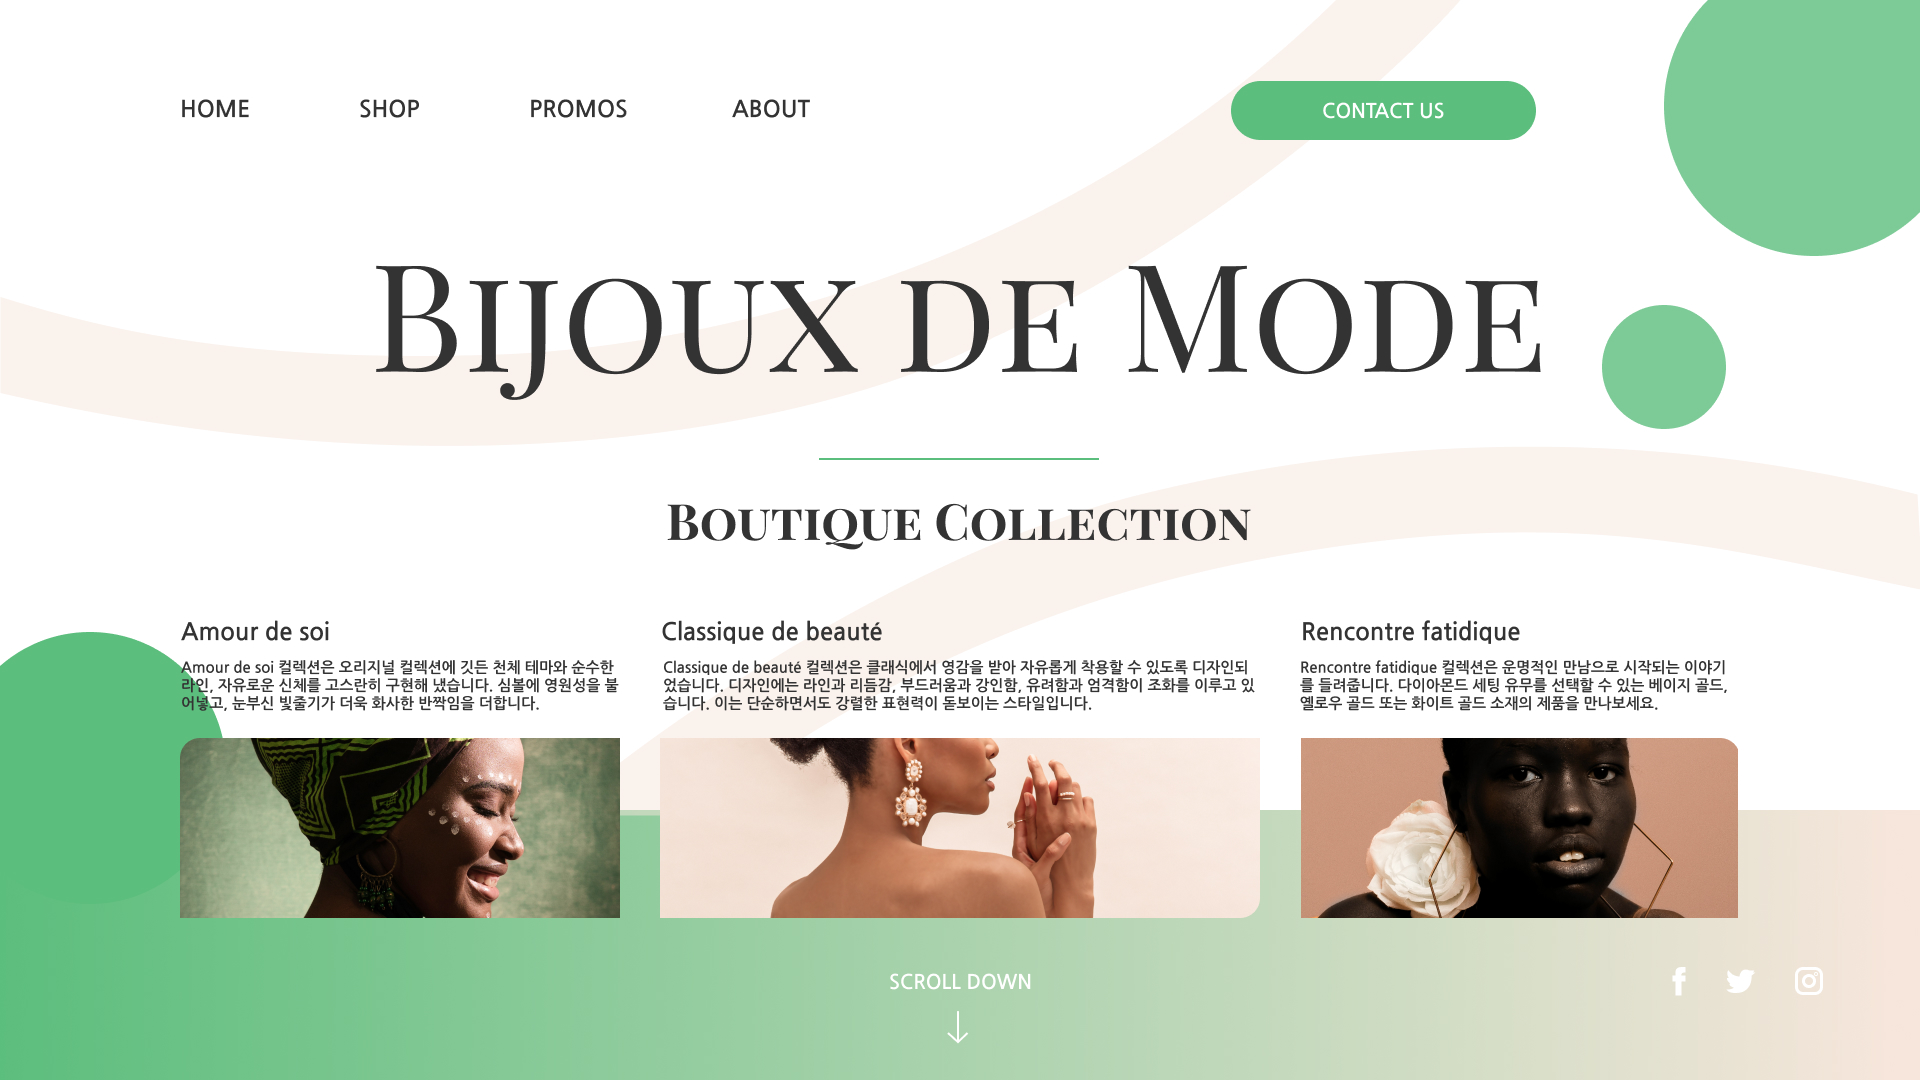 HOME
SHOP
PROMOS
ABOUT
CONTACT US
Bijoux de Mode
Boutique Collection
Amour de soi
Amour de soi 컬렉션은 오리지널 컬렉션에 깃든 천체 테마와 순수한
라인, 자유로운 신체를 고스란히 구현해 냈습니다. 심볼에 영원성을 불
어넣고, 눈부신 빛줄기가 더욱 화사한 반짝임을 더합니다.
Classique de beauté
Classique de beauté 컬렉션은 클래식에서 영감을 받아 자유롭게 착용할 수 있도록 디자인되
었습니다. 디자인에는 라인과 리듬감, 부드러움과 강인함, 유려함과 엄격함이 조화를 이루고 있
습니다. 이는 단순하면서도 강렬한 표현력이 돋보이는 스타일입니다.
Rencontre fatidique
Rencontre fatidique 컬렉션은 운명적인 만남으로 시작되는 이야기
를 들려줍니다. 다이아몬드 세팅 유무를 선택할 수 있는 베이지 골드,
옐로우 골드 또는 화이트 골드 소재의 제품을 만나보세요.
SCROLL DOWN